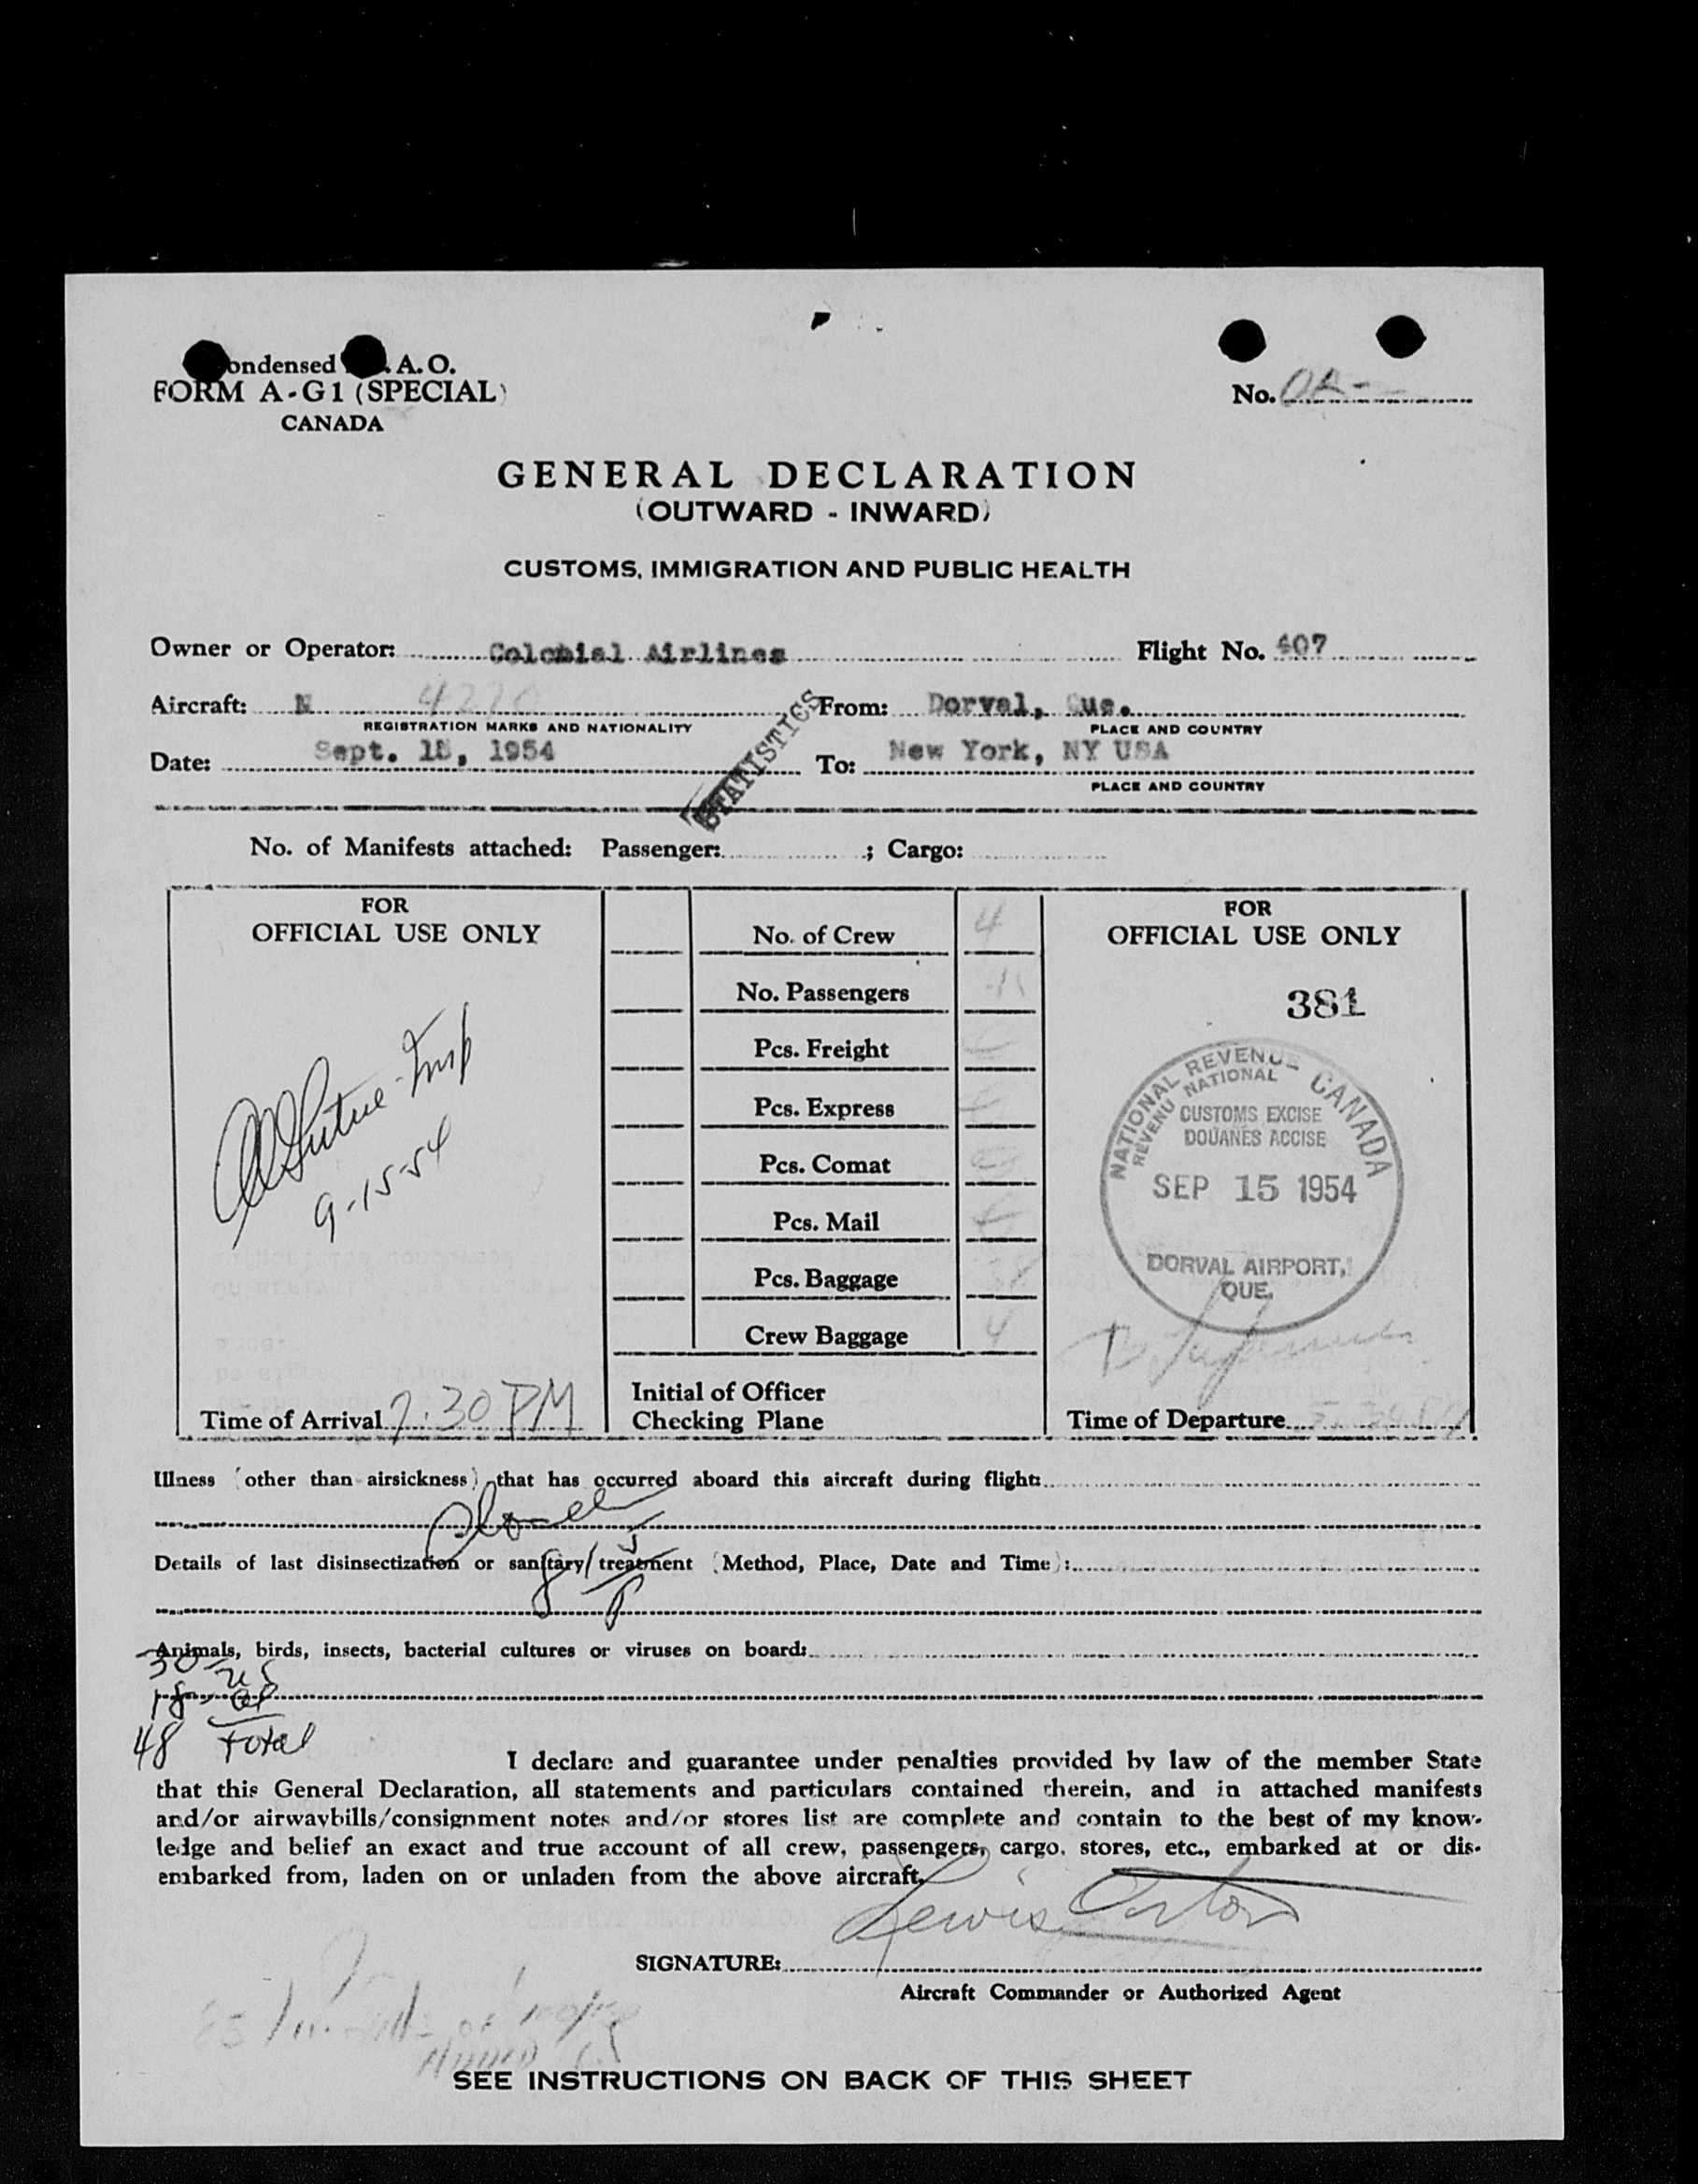 ondensed . A. O.
FORM A-G1 (SPECIAL)
CANADA
No.
GENERAL DECLARATION
(OUTWARD - INWARD)
CUSTOMS, IMMIGRATION AND PUBLIC HEALTH
Owner or Operator: Colonial Airlines Flight No. 407
Aircraft: N From: Dorval, Que.
REGISTRATION MARKS AND NATIONALITY PLACE AND COUNTRY
Date: Sept. 15, 1954 To: New York, NY USA
PLACE AND COUNTRY
STATISTICS
No. of Manifests attached: Passenger: ; Cargo:
FOR
OFFICIAL USE ONLY
9-15-54
Time of Arrival 7.30 PM
No. of Crew 4
No. Passengers
Pcs. Freight
Pcs. Express
Pcs. Comat
Pcs. Mail
Pcs. Baggage
Crew Baggage 4
Initial of Officer
Checking Plane
FOR
OFFICIAL USE ONLY
381
NATIONAL REVENUE CANADA
REVENU NATIONAL
CUSTOMS EXCISE
DOUANES ACCISE
SEP 15 1954
DORVAL AIRPORT,
QUE.
Time of Departure
Illness (other than airsickness) that has occurred aboard this aircraft during flight:
Details of last disinsectization or sanitary treatment (Method, Place, Date and Time):
Animals, birds, insects, bacterial cultures or viruses on board:
30 - us
18 -
48 Total
I declare and guarantee under penalties provided by law of the member State
that this General Declaration, all statements and particulars contained therein, and in attached manifests
and/or airwaybills/consignment notes and/or stores list are complete and contain to the best of my know-
ledge and belief an exact and true account of all crew, passengers, cargo, stores, etc., embarked at or dis-
embarked from, laden on or unladen from the above aircraft.
Lewis Orton
SIGNATURE:
Aircraft Commander or Authorized Agent
SEE INSTRUCTIONS ON BACK OF THIS SHEET